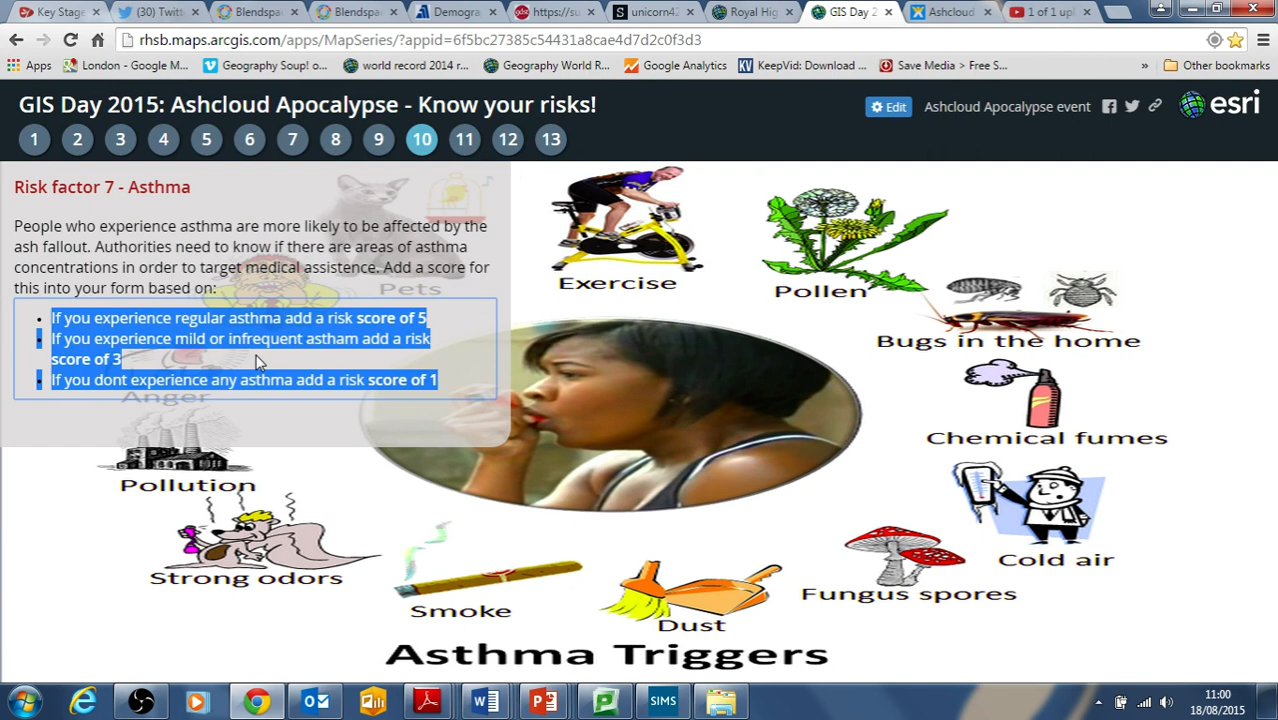 Key Stage
(30) Twitt
Blendspa
Blendspa
Demogra
https://su
unicorn42
Royal Hig
GIS Day 2
Ashcloud
1 of 1 upl
rhsb.maps.arcgis.com/apps/MapSeries/?appid=6f5bc27385c54431a8cae4d7d2c0f3d3
Apps
London - Google M...
Geography Soup! o...
world record 2014 r...
Geography World R...
Google Analytics
KeepVid: Download ...
Save Media > Free S...
»
Other bookmarks
GIS Day 2015: Ashcloud Apocalypse - Know your risks!
Edit
Ashcloud Apocalypse event
esri
1 2 3 4 5 6 7 8 9 10 11 12 13
Risk factor 7 - Asthma
People who experience asthma are more likely to be affected by the
ash fallout. Authorities need to know if there are areas of asthma
concentrations in order to target medical assistence. Add a score for
this into your form based on:
• If you experience regular asthma add a risk score of 5
• If you experience mild or infrequent astham add a risk
score of 3
• If you dont experience any asthma add a risk score of 1
Pets
Exercise
Pollen
Bugs in the home
Anger
Chemical fumes
Pollution
Cold air
Strong odors
Smoke
Dust
Fungus spores
Asthma Triggers
SIMS
11:00
18/08/2015